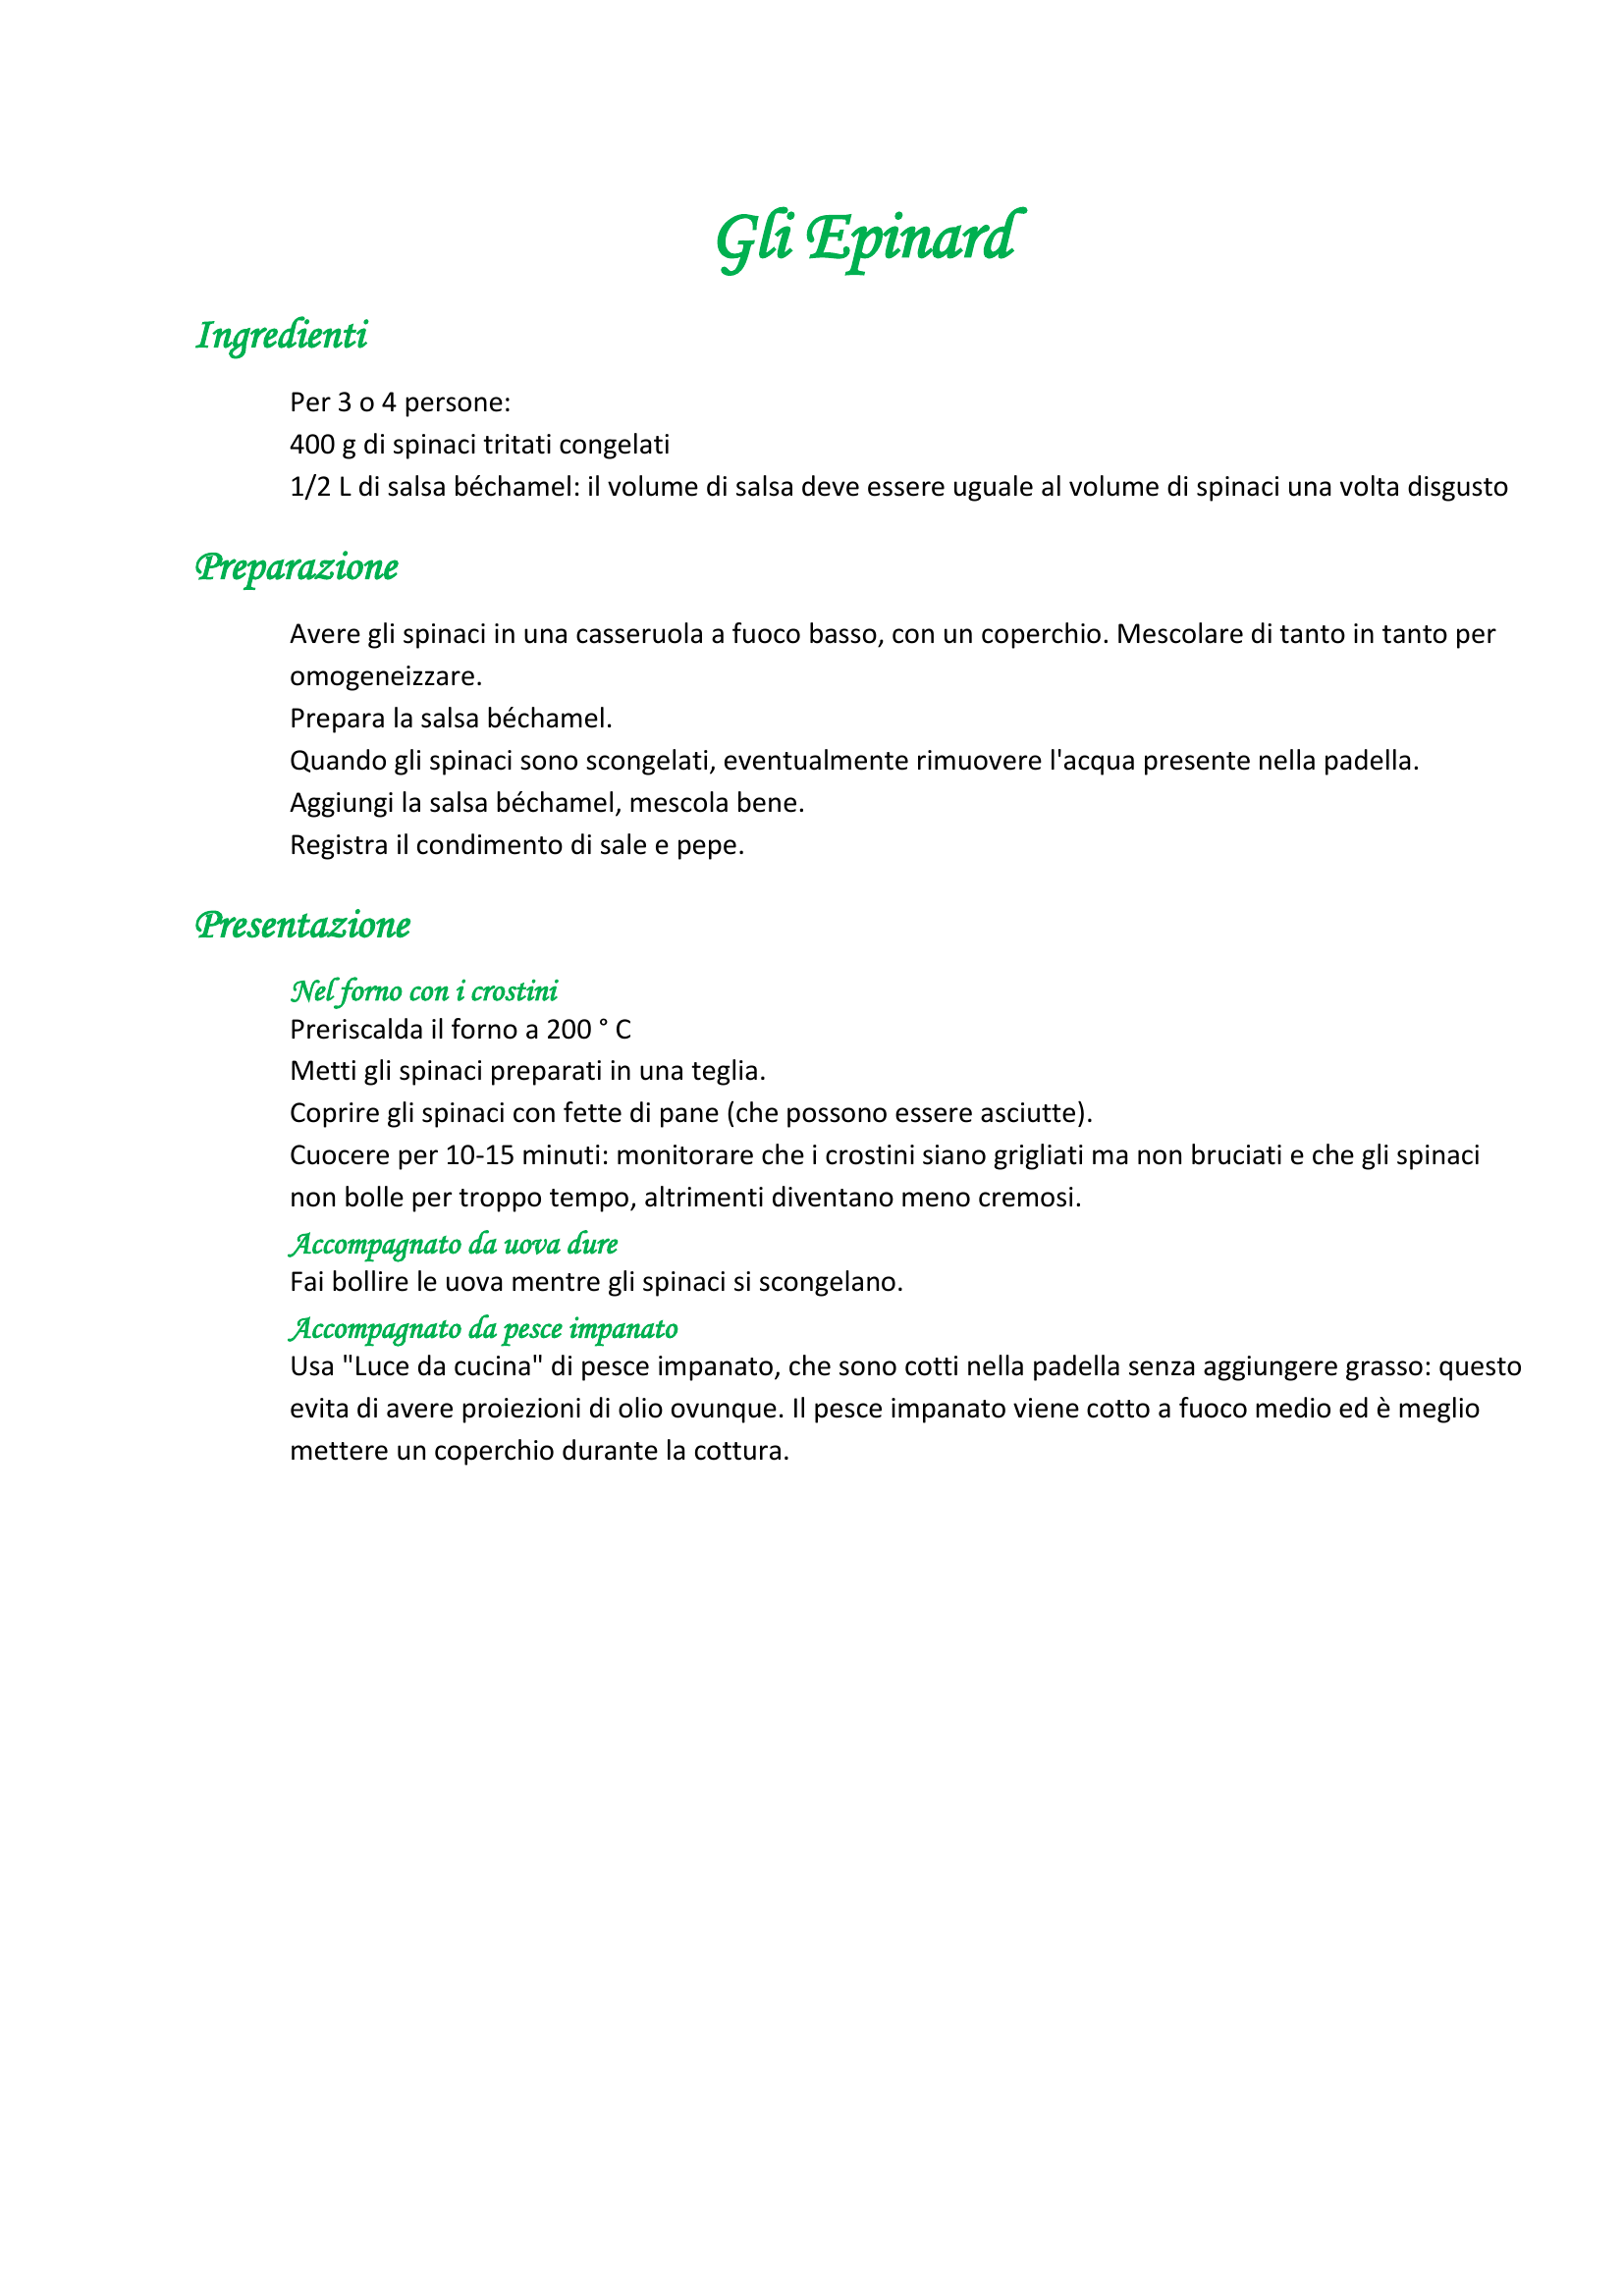 Gli Epinard
Ingredienti
Per 3 o 4 persone:
400 g di spinaci tritati congelati
1/2 L di salsa béchamel: il volume di salsa deve essere uguale al volume di spinaci una volta disgusto
Preparazione
Avere gli spinaci in una casseruola a fuoco basso, con un coperchio. Mescolare di tanto in tanto per
omogeneizzare.
Prepara la salsa béchamel.
Quando gli spinaci sono scongelati, eventualmente rimuovere l'acqua presente nella padella.
Aggiungi la salsa béchamel, mescola bene.
Registra il condimento di sale e pepe.
Presentazione
Nel forno con i crostini
Preriscalda il forno a 200 ° C
Metti gli spinaci preparati in una teglia.
Coprire gli spinaci con fette di pane (che possono essere asciutte).
Cuocere per 10-15 minuti: monitorare che i crostini siano grigliati ma non bruciati e che gli spinaci
non bolle per troppo tempo, altrimenti diventano meno cremosi.
Accompagnato da uova dure
Fai bollire le uova mentre gli spinaci si scongelano.
Accompagnato da pesce impanato
Usa "Luce da cucina" di pesce impanato, che sono cotti nella padella senza aggiungere grasso: questo
evita di avere proiezioni di olio ovunque. Il pesce impanato viene cotto a fuoco medio ed è meglio
mettere un coperchio durante la cottura.